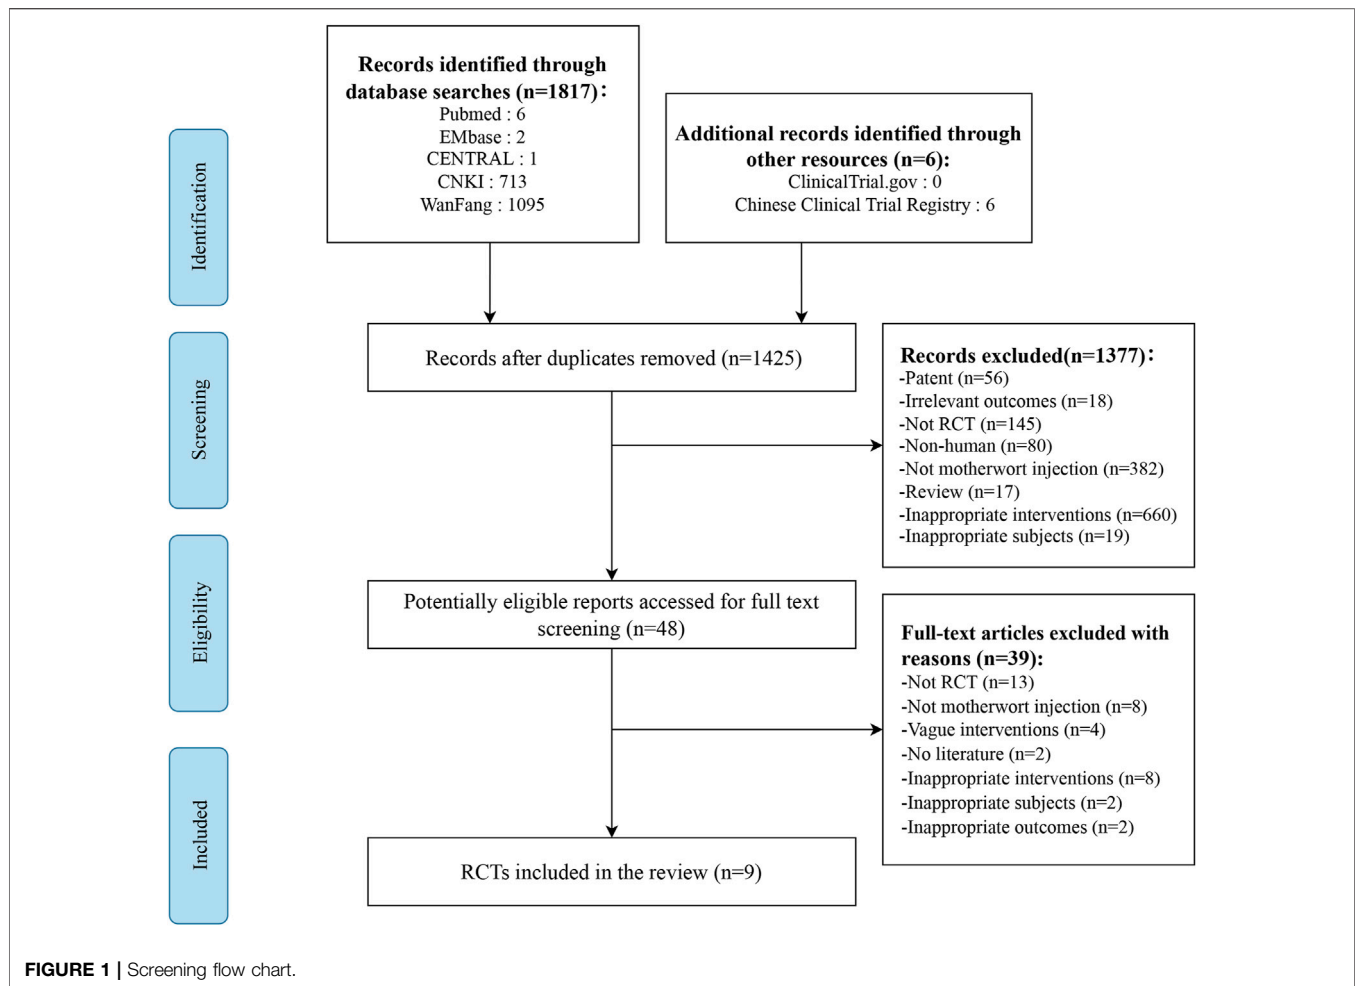 Records identified through
database searches (n=1817)：
Pubmed : 6
EMbase : 2
CENTRAL : 1
CNKI : 713
WanFang : 1095
Additional records identified through
other resources (n=6):
ClinicalTrial.gov : 0
Chinese Clinical Trial Registry : 6
Identification
Records after duplicates removed (n=1425)
Screening
Records excluded(n=1377)：
-Patent (n=56)
-Irrelevant outcomes (n=18)
-Not RCT (n=145)
-Non-human (n=80)
-Not motherwort injection (n=382)
-Review (n=17)
-Inappropriate interventions (n=660)
-Inappropriate subjects (n=19)
Eligibility
Potentially eligible reports accessed for full text
screening (n=48)
Full-text articles excluded with
reasons (n=39):
-Not RCT (n=13)
-Not motherwort injection (n=8)
-Vague interventions (n=4)
-No literature (n=2)
-Inappropriate interventions (n=8)
-Inappropriate subjects (n=2)
-Inappropriate outcomes (n=2)
Included
RCTs included in the review (n=9)
FIGURE 1 | Screening flow chart.